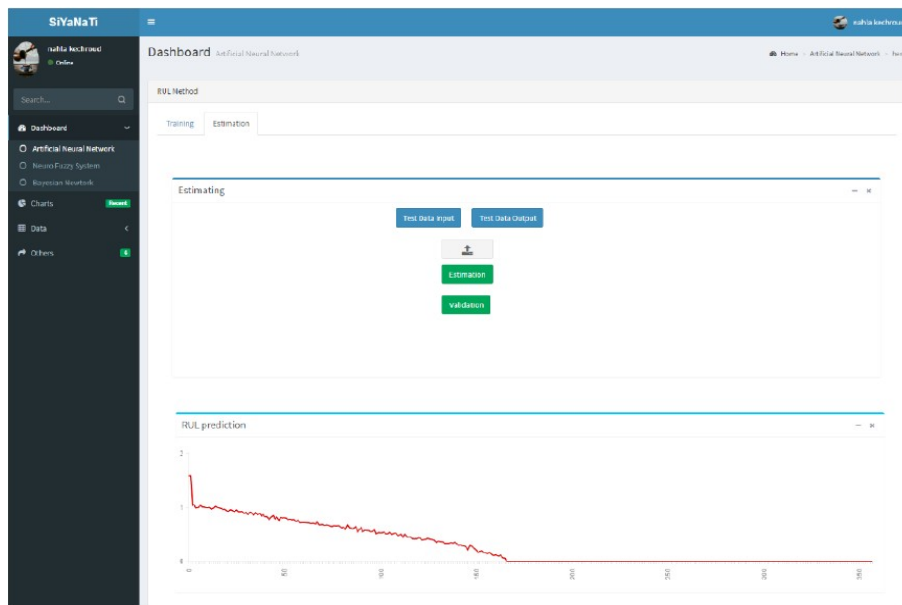 SiYaNaTi
nahla kechroud
nahla kechroud
Online
Dashboard Artificial Neural Network
Home Artificial Neural Network
Search...
RUL Method
Training Estimation
Dashboard
Artificial Neural Network
Neuro Fuzzy System
Bayesian
Charts Recent
Data
Others
Estimating
Test Data Input Test Data Output
Estimation
Validation
RUL prediction
2
1
0
0 50 100 150 200 250 300 350